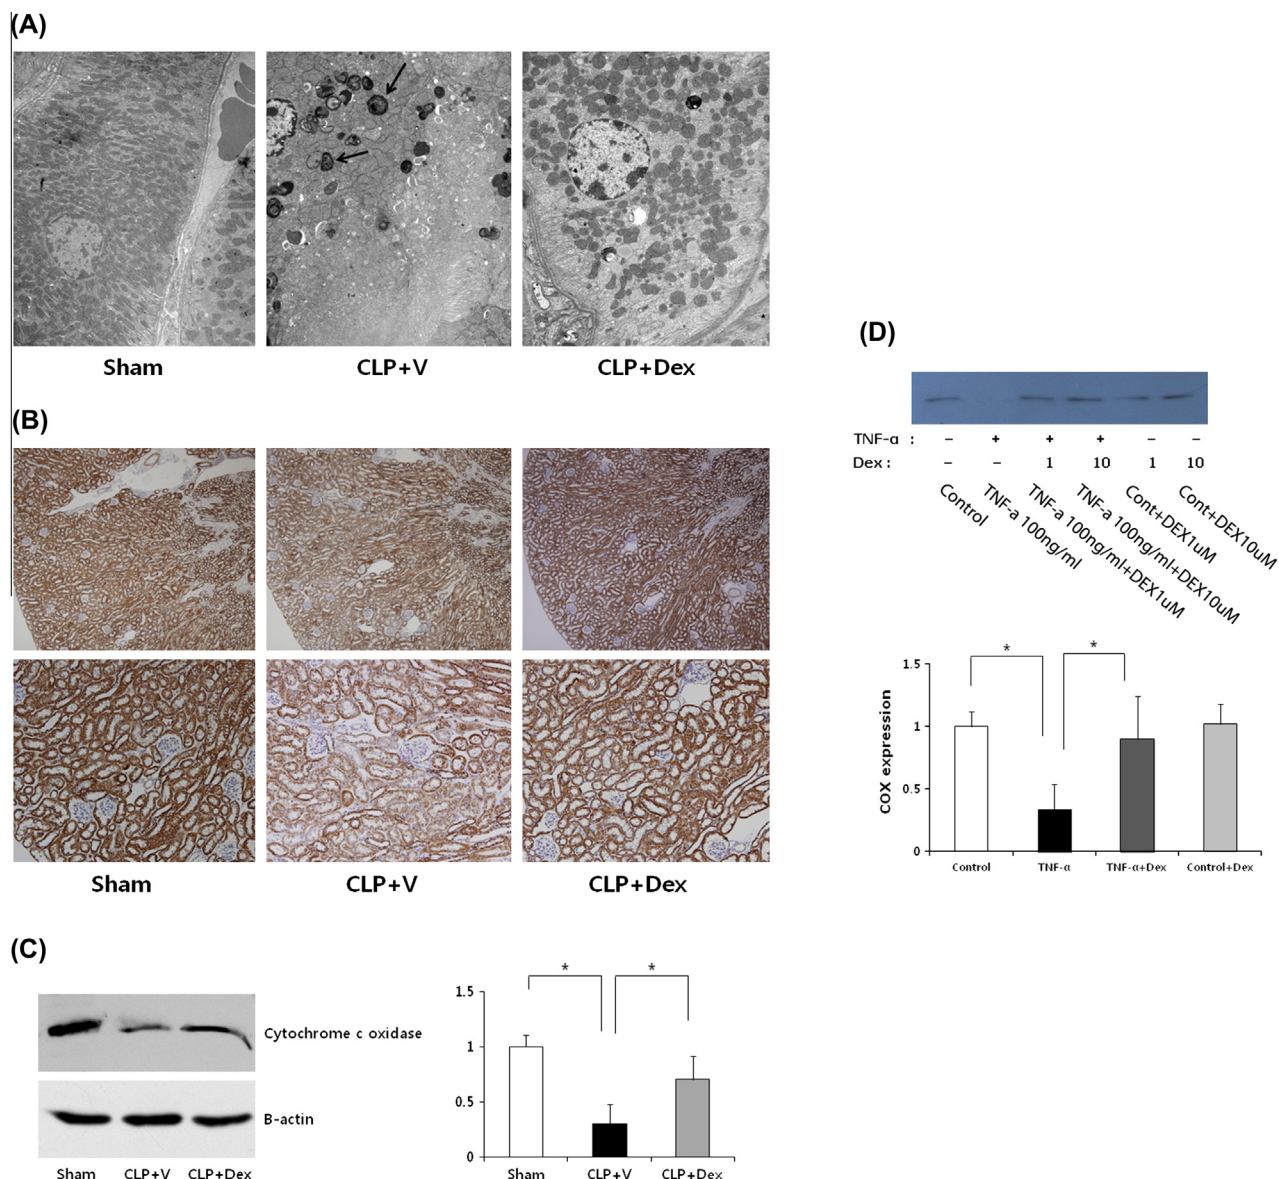 (A)
Sham CLP+V CLP+Dex
(B)
Sham CLP+V CLP+Dex
(C)
Cytochrome c oxidase
B-actin
Sham CLP+V CLP+Dex
1.5
1
0.5
0
* *
Sham CLP+V CLP+Dex
(D)
TNF-α : – + + + – –
Dex : – – 1 10 1 10
Control
TNF-a 100ng/ml
TNF-a 100ng/ml+DEX1uM
TNF-a 100ng/ml+DEX10uM
Cont+DEX1uM
Cont+DEX10uM
COX expression
1.5
1
0.5
0
* *
Control TNF-α TNF-α+Dex Control+Dex